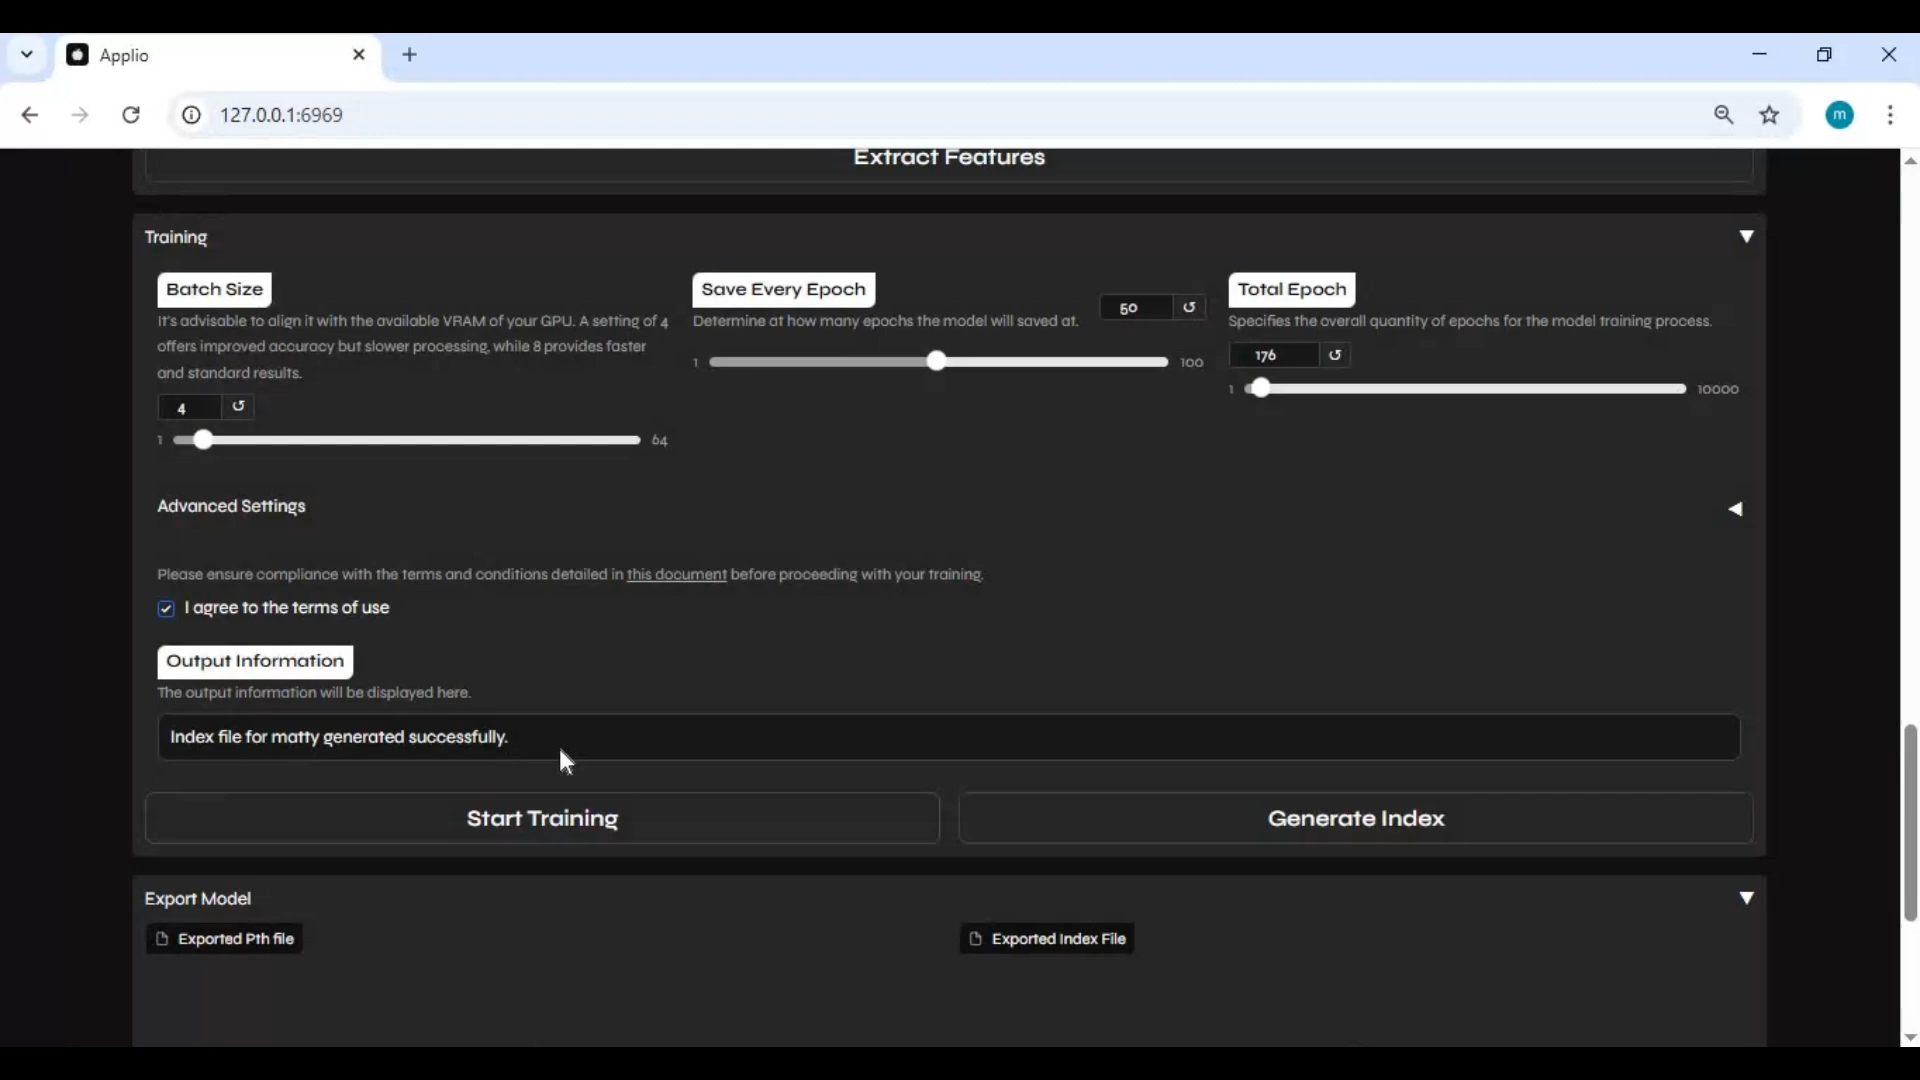 Applio
127.0.0.1:6969
m
Extract Features
Training
Batch Size
It's advisable to align it with the available VRAM of your GPU. A setting of 4
offers improved accuracy but slower processing, while 8 provides faster
and standard results.
4
1
64
Save Every Epoch
Determine at how many epochs the model will saved at.
50
1
100
Total Epoch
Specifies the overall quantity of epochs for the model training process.
176
1
10000
Advanced Settings
Please ensure compliance with the terms and conditions detailed in this document before proceeding with your training.
I agree to the terms of use
Output Information
The output information will be displayed here.
Index file for matty generated successfully.
Start Training
Generate Index
Export Model
Exported Pth file
Exported Index File